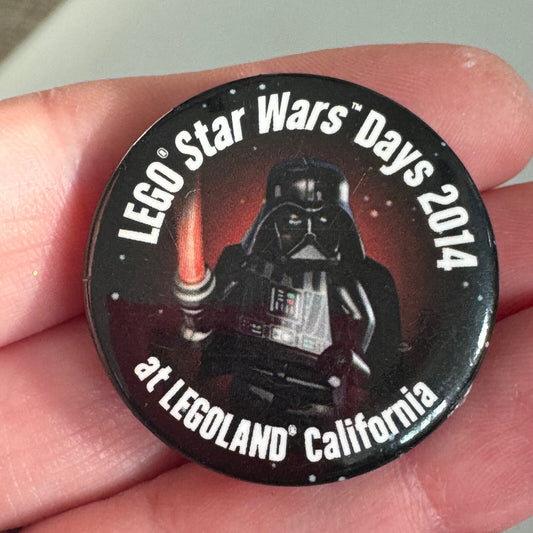 LEGO® Star Wars™ Days 2014
at LEGOLAND® California